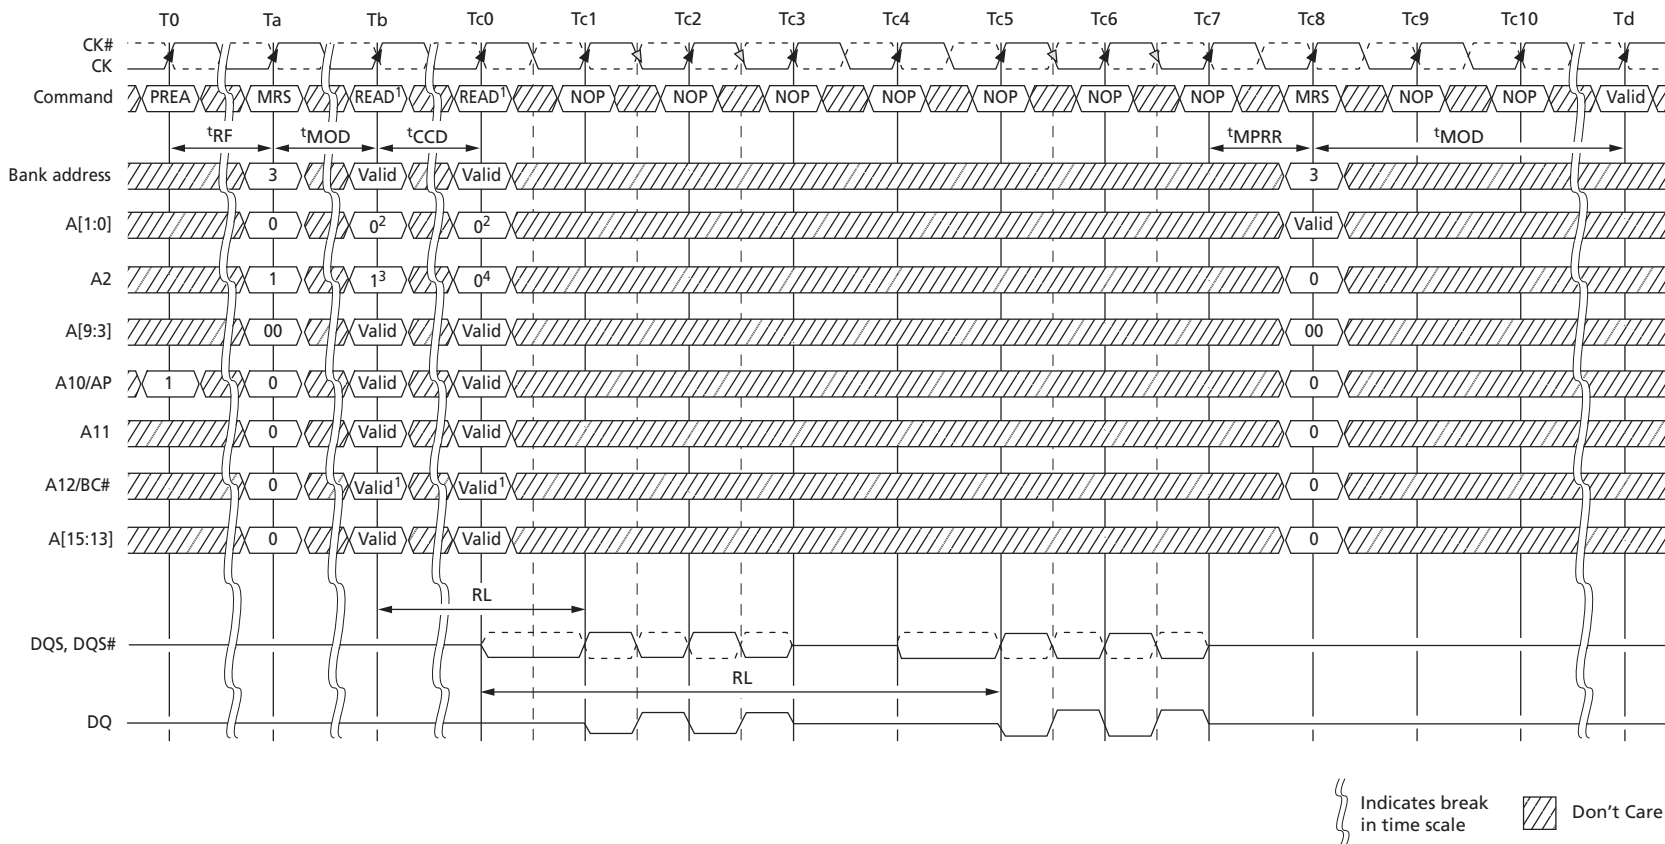 T0 Ta Tb Tc0 Tc1 Tc2 Tc3 Tc4 Tc5 Tc6 Tc7 Tc8 Tc9 Tc10 Td
CK#
CK
Command PREA MRS READ¹ READ¹ NOP NOP NOP NOP NOP NOP NOP MRS NOP NOP Valid
ᵗRF ᵗMOD ᵗCCD ᵗMPRR ᵗMOD
Bank address 3 Valid Valid 3
A[1:0] 0 0² 0² Valid
A2 1 1³ 0⁴ 0
A[9:3] 00 Valid Valid 00
A10/AP 1 0 Valid Valid 0
A11 0 Valid Valid 0
A12/BC# 0 Valid¹ Valid¹ 0
A[15:13] 0 Valid Valid 0
RL
DQS, DQS#
RL
DQ
Indicates break
in time scale
Don't Care